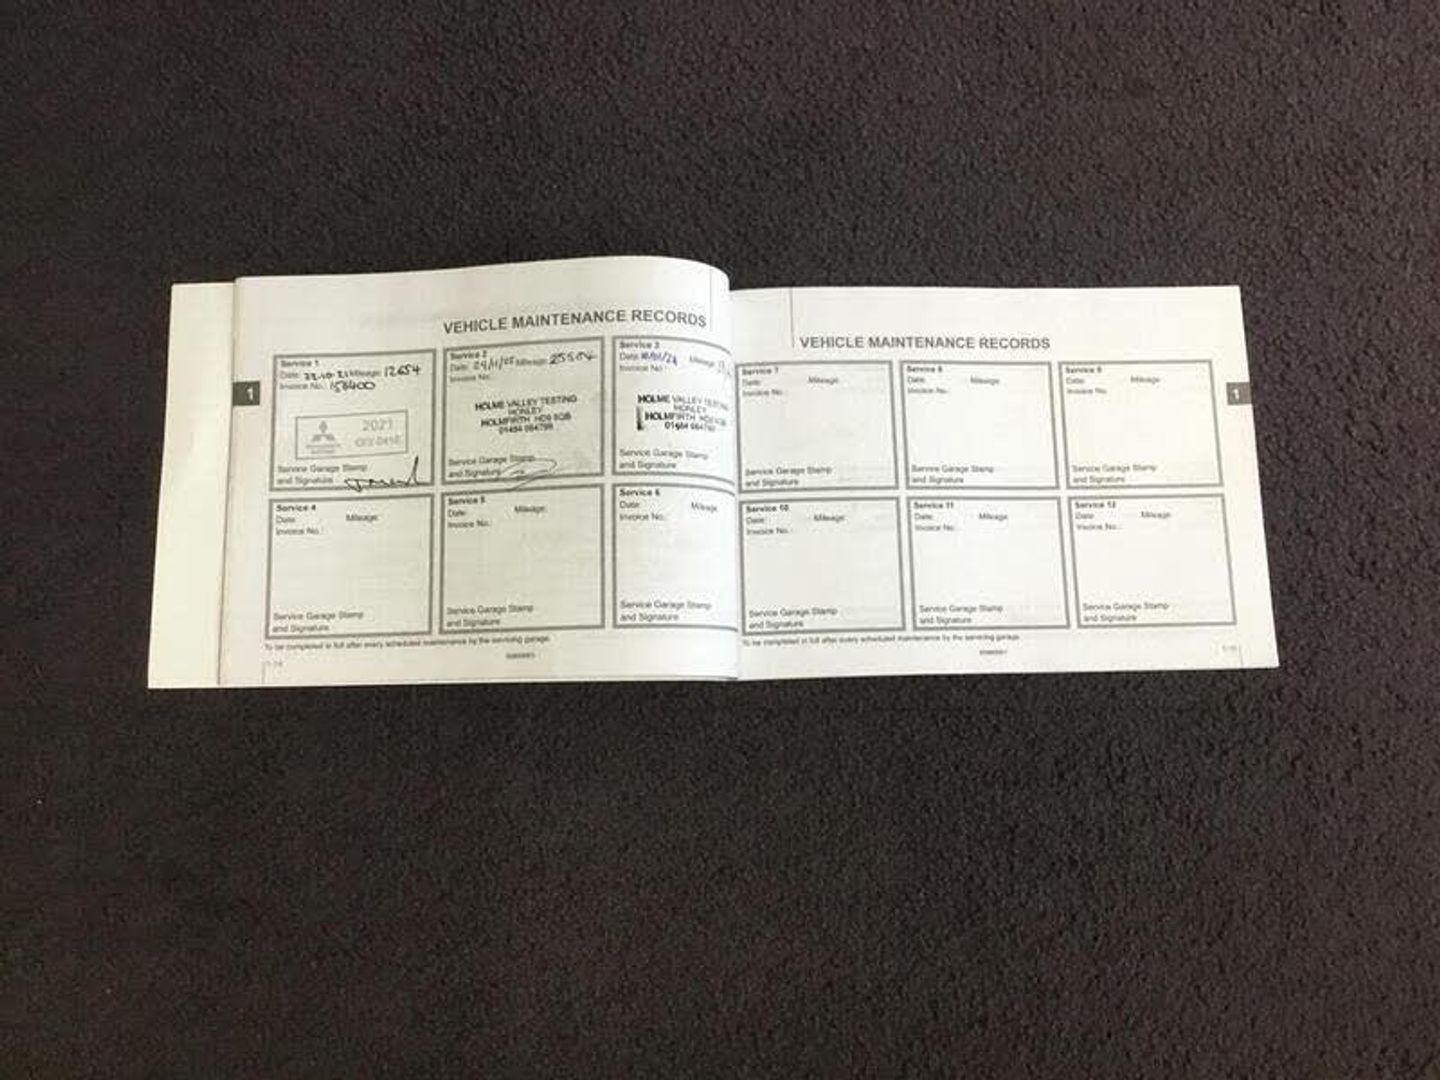 VEHICLE MAINTENANCE RECORDS
1
Service 1
Date: 22.10.21 Mileage: 12654
Invoice No.: 158400
2021
Service Garage Stamp
and Signature
Service 2
Date: Mileage: 25504
Invoice No.:
HOLME VALLEY TESTING
HONLEY
HOLMFIRTH HD9 6QB
01484 664799
Service Garage Stamp
and Signature
Service 3
Date: Mileage:
Invoice No.:
HOLME VALLEY TESTING
HONLEY
HOLMFIRTH HD9
01484
Service Garage Stamp
and Signature
Service 4
Date: Mileage:
Invoice No.:
Service Garage Stamp
and Signature
Service 5
Date: Mileage:
Invoice No.:
Service Garage Stamp
and Signature
Service 6
Date: Mileage:
Invoice No.:
Service Garage Stamp
and Signature
To be completed in full after every scheduled maintenance by the servicing garage.
VEHICLE MAINTENANCE RECORDS
1
Service 7
Date: Mileage:
Invoice No.:
Service Garage Stamp
and Signature
Service 8
Date: Mileage:
Invoice No.:
Service Garage Stamp
and Signature
Service 9
Date: Mileage:
Invoice No.:
Service Garage Stamp
and Signature
Service 10
Date: Mileage:
Invoice No.:
Service Garage Stamp
and Signature
Service 11
Date: Mileage:
Invoice No.:
Service Garage Stamp
and Signature
Service 12
Date: Mileage:
Invoice No.:
Service Garage Stamp
and Signature
To be completed in full after every scheduled maintenance by the servicing garage.